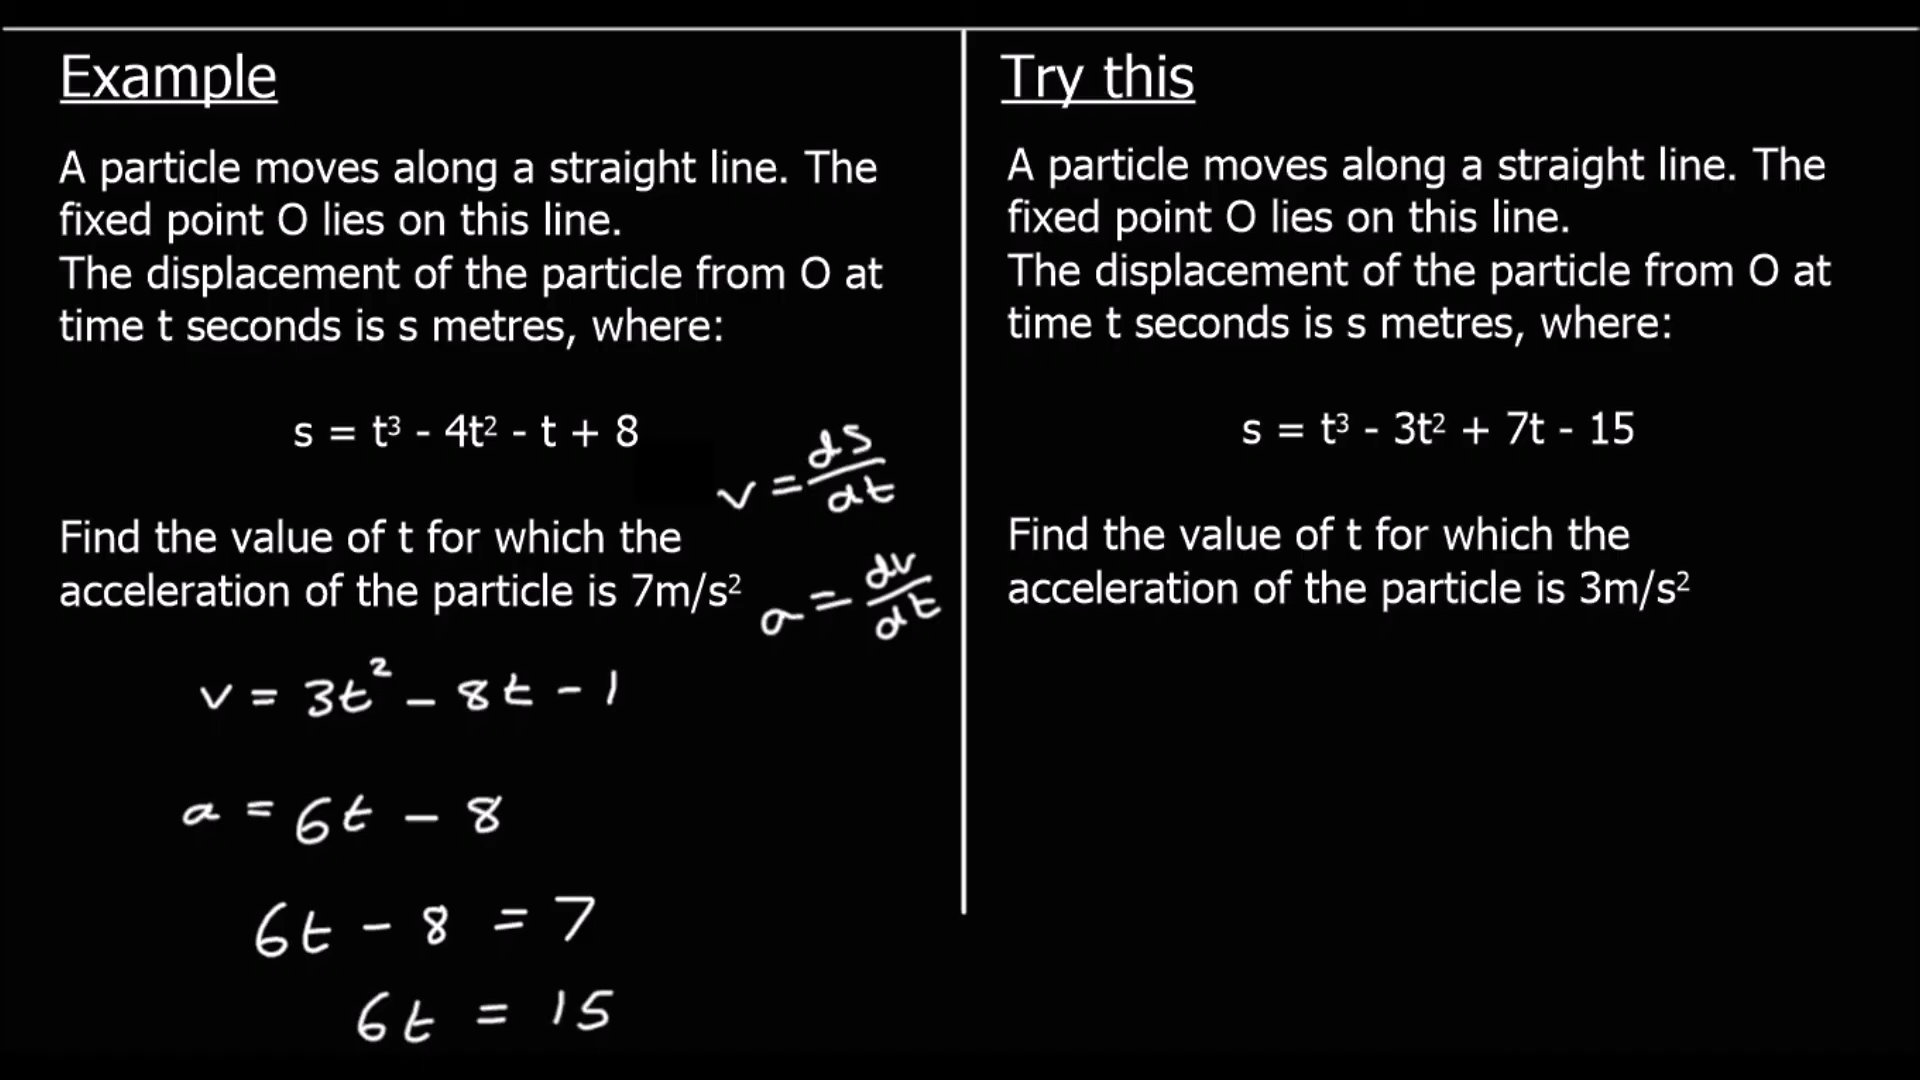 Example
A particle moves along a straight line. The
fixed point O lies on this line.
The displacement of the particle from O at
time t seconds is s metres, where:
s = t³ - 4t² - t + 8
v = ds/dt
Find the value of t for which the
acceleration of the particle is 7m/s²
a = dv/dt
v = 3t² - 8t - 1
a = 6t - 8
6t - 8 = 7
6t = 15
Try this
A particle moves along a straight line. The
fixed point O lies on this line.
The displacement of the particle from O at
time t seconds is s metres, where:
s = t³ - 3t² + 7t - 15
Find the value of t for which the
acceleration of the particle is 3m/s²